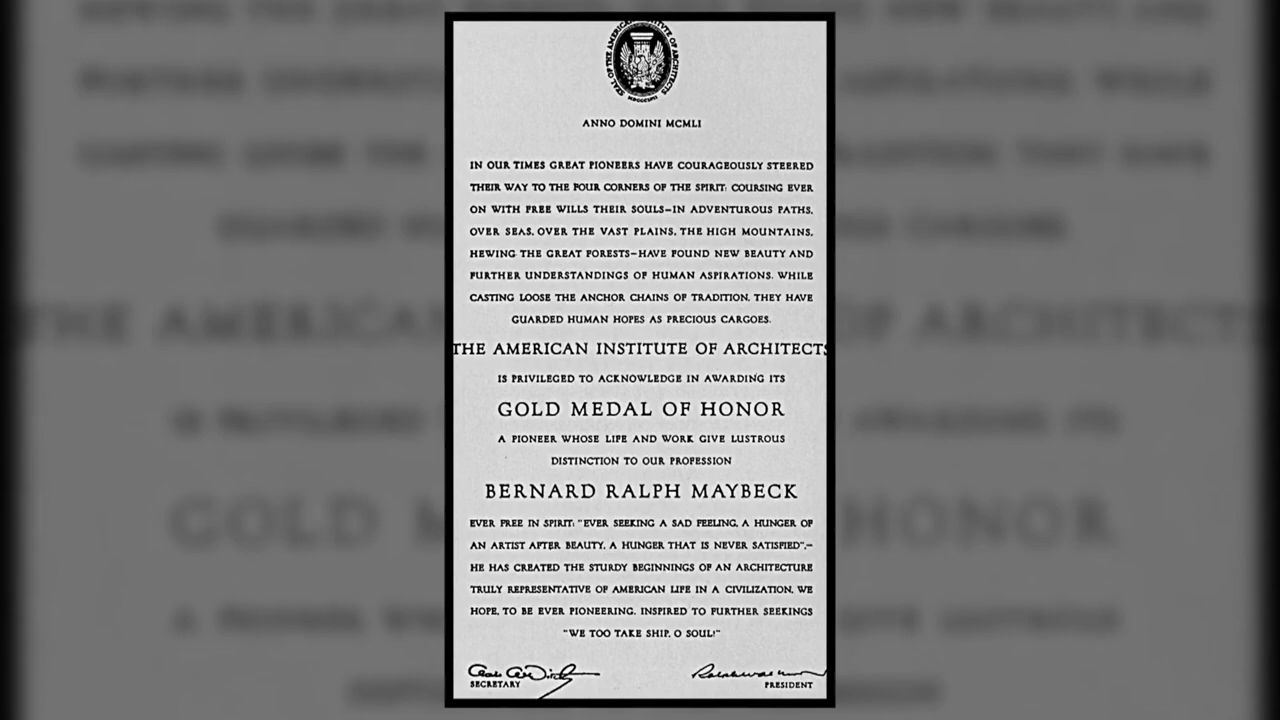 SEAL OF THE AMERICAN INSTITVTE OF ARCHITECTS
ANNO DOMINI MCMLI
IN OUR TIMES GREAT PIONEERS HAVE COURAGEOUSLY STEERED
THEIR WAY TO THE FOUR CORNERS OF THE SPIRIT; COURSING EVER
ON WITH FREE WILLS THEIR SOULS—IN ADVENTUROUS PATHS,
OVER SEAS, OVER THE VAST PLAINS, THE HIGH MOUNTAINS,
HEWING THE GREAT FORESTS—HAVE FOUND NEW BEAUTY AND
FURTHER UNDERSTANDINGS OF HUMAN ASPIRATIONS. WHILE
CASTING LOOSE THE ANCHOR CHAINS OF TRADITION, THEY HAVE
GUARDED HUMAN HOPES AS PRECIOUS CARGOES.
THE AMERICAN INSTITUTE OF ARCHITECTS
IS PRIVILEGED TO ACKNOWLEDGE IN AWARDING ITS
GOLD MEDAL OF HONOR
A PIONEER WHOSE LIFE AND WORK GIVE LUSTROUS
DISTINCTION TO OUR PROFESSION
BERNARD RALPH MAYBECK
EVER FREE IN SPIRIT; "EVER SEEKING A SAD FEELING, A HUNGER OF
AN ARTIST AFTER BEAUTY, A HUNGER THAT IS NEVER SATISFIED",—
HE HAS CREATED THE STURDY BEGINNINGS OF AN ARCHITECTURE
TRULY REPRESENTATIVE OF AMERICAN LIFE IN A CIVILIZATION, WE
HOPE, TO BE EVER PIONEERING, INSPIRED TO FURTHER SEEKINGS
"WE TOO TAKE SHIP, O SOUL!"
SECRETARY
PRESIDENT